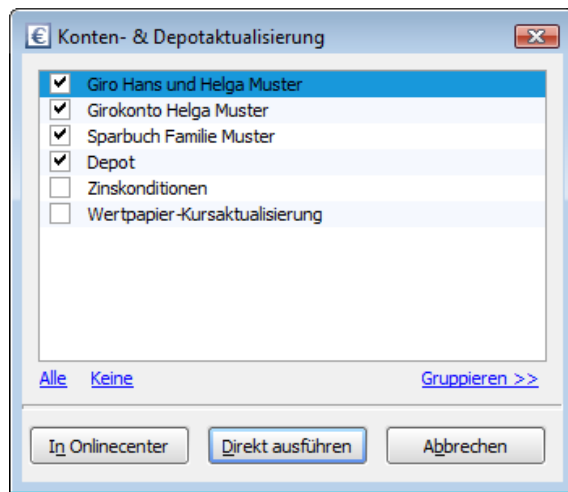 € Konten- & Depotaktualisierung
Giro Hans und Helga Muster
Girokonto Helga Muster
Sparbuch Familie Muster
Depot
Zinskonditionen
Wertpapier-Kursaktualisierung
Alle Keine Gruppieren >>
In Onlinecenter Direkt ausführen Abbrechen